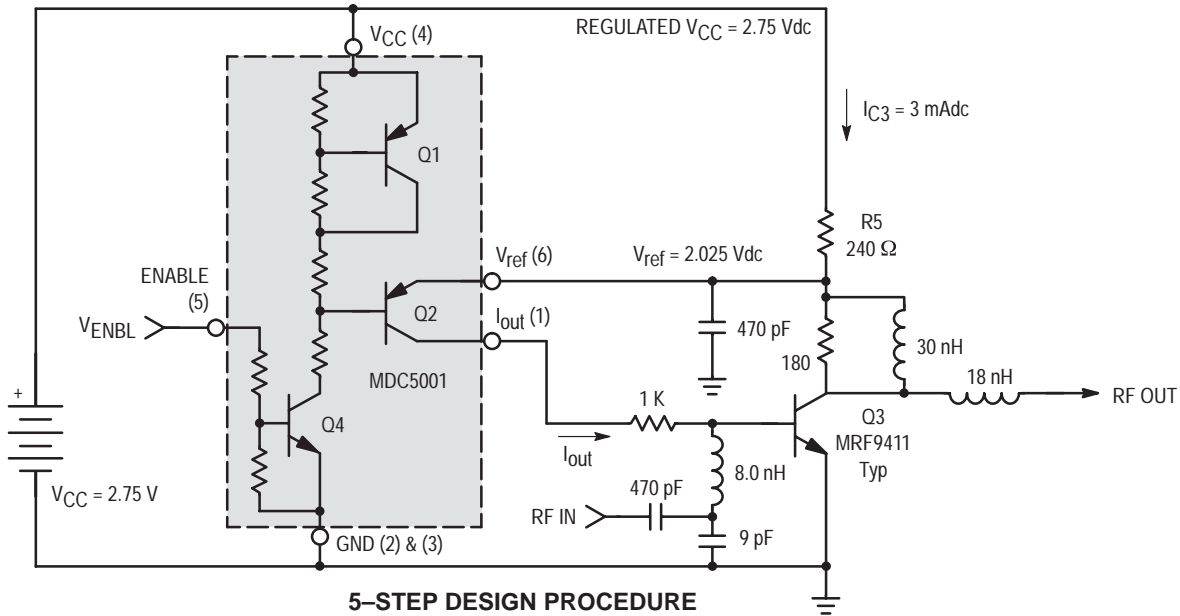 V_CC (4)
REGULATED V_CC = 2.75 Vdc
I_C3 = 3 mAdc
Q1
R5
240 Ω
V_ref (6)
V_ref = 2.025 Vdc
ENABLE
(5)
Q2
I_out (1)
V_ENBL
470 pF
180
30 nH
MDC5001
18 nH
RF OUT
1 K
Q4
Q3
MRF9411
Typ
I_out
8.0 nH
+
V_CC = 2.75 V
470 pF
RF IN
9 pF
GND (2) & (3)
5–STEP DESIGN PROCEDURE